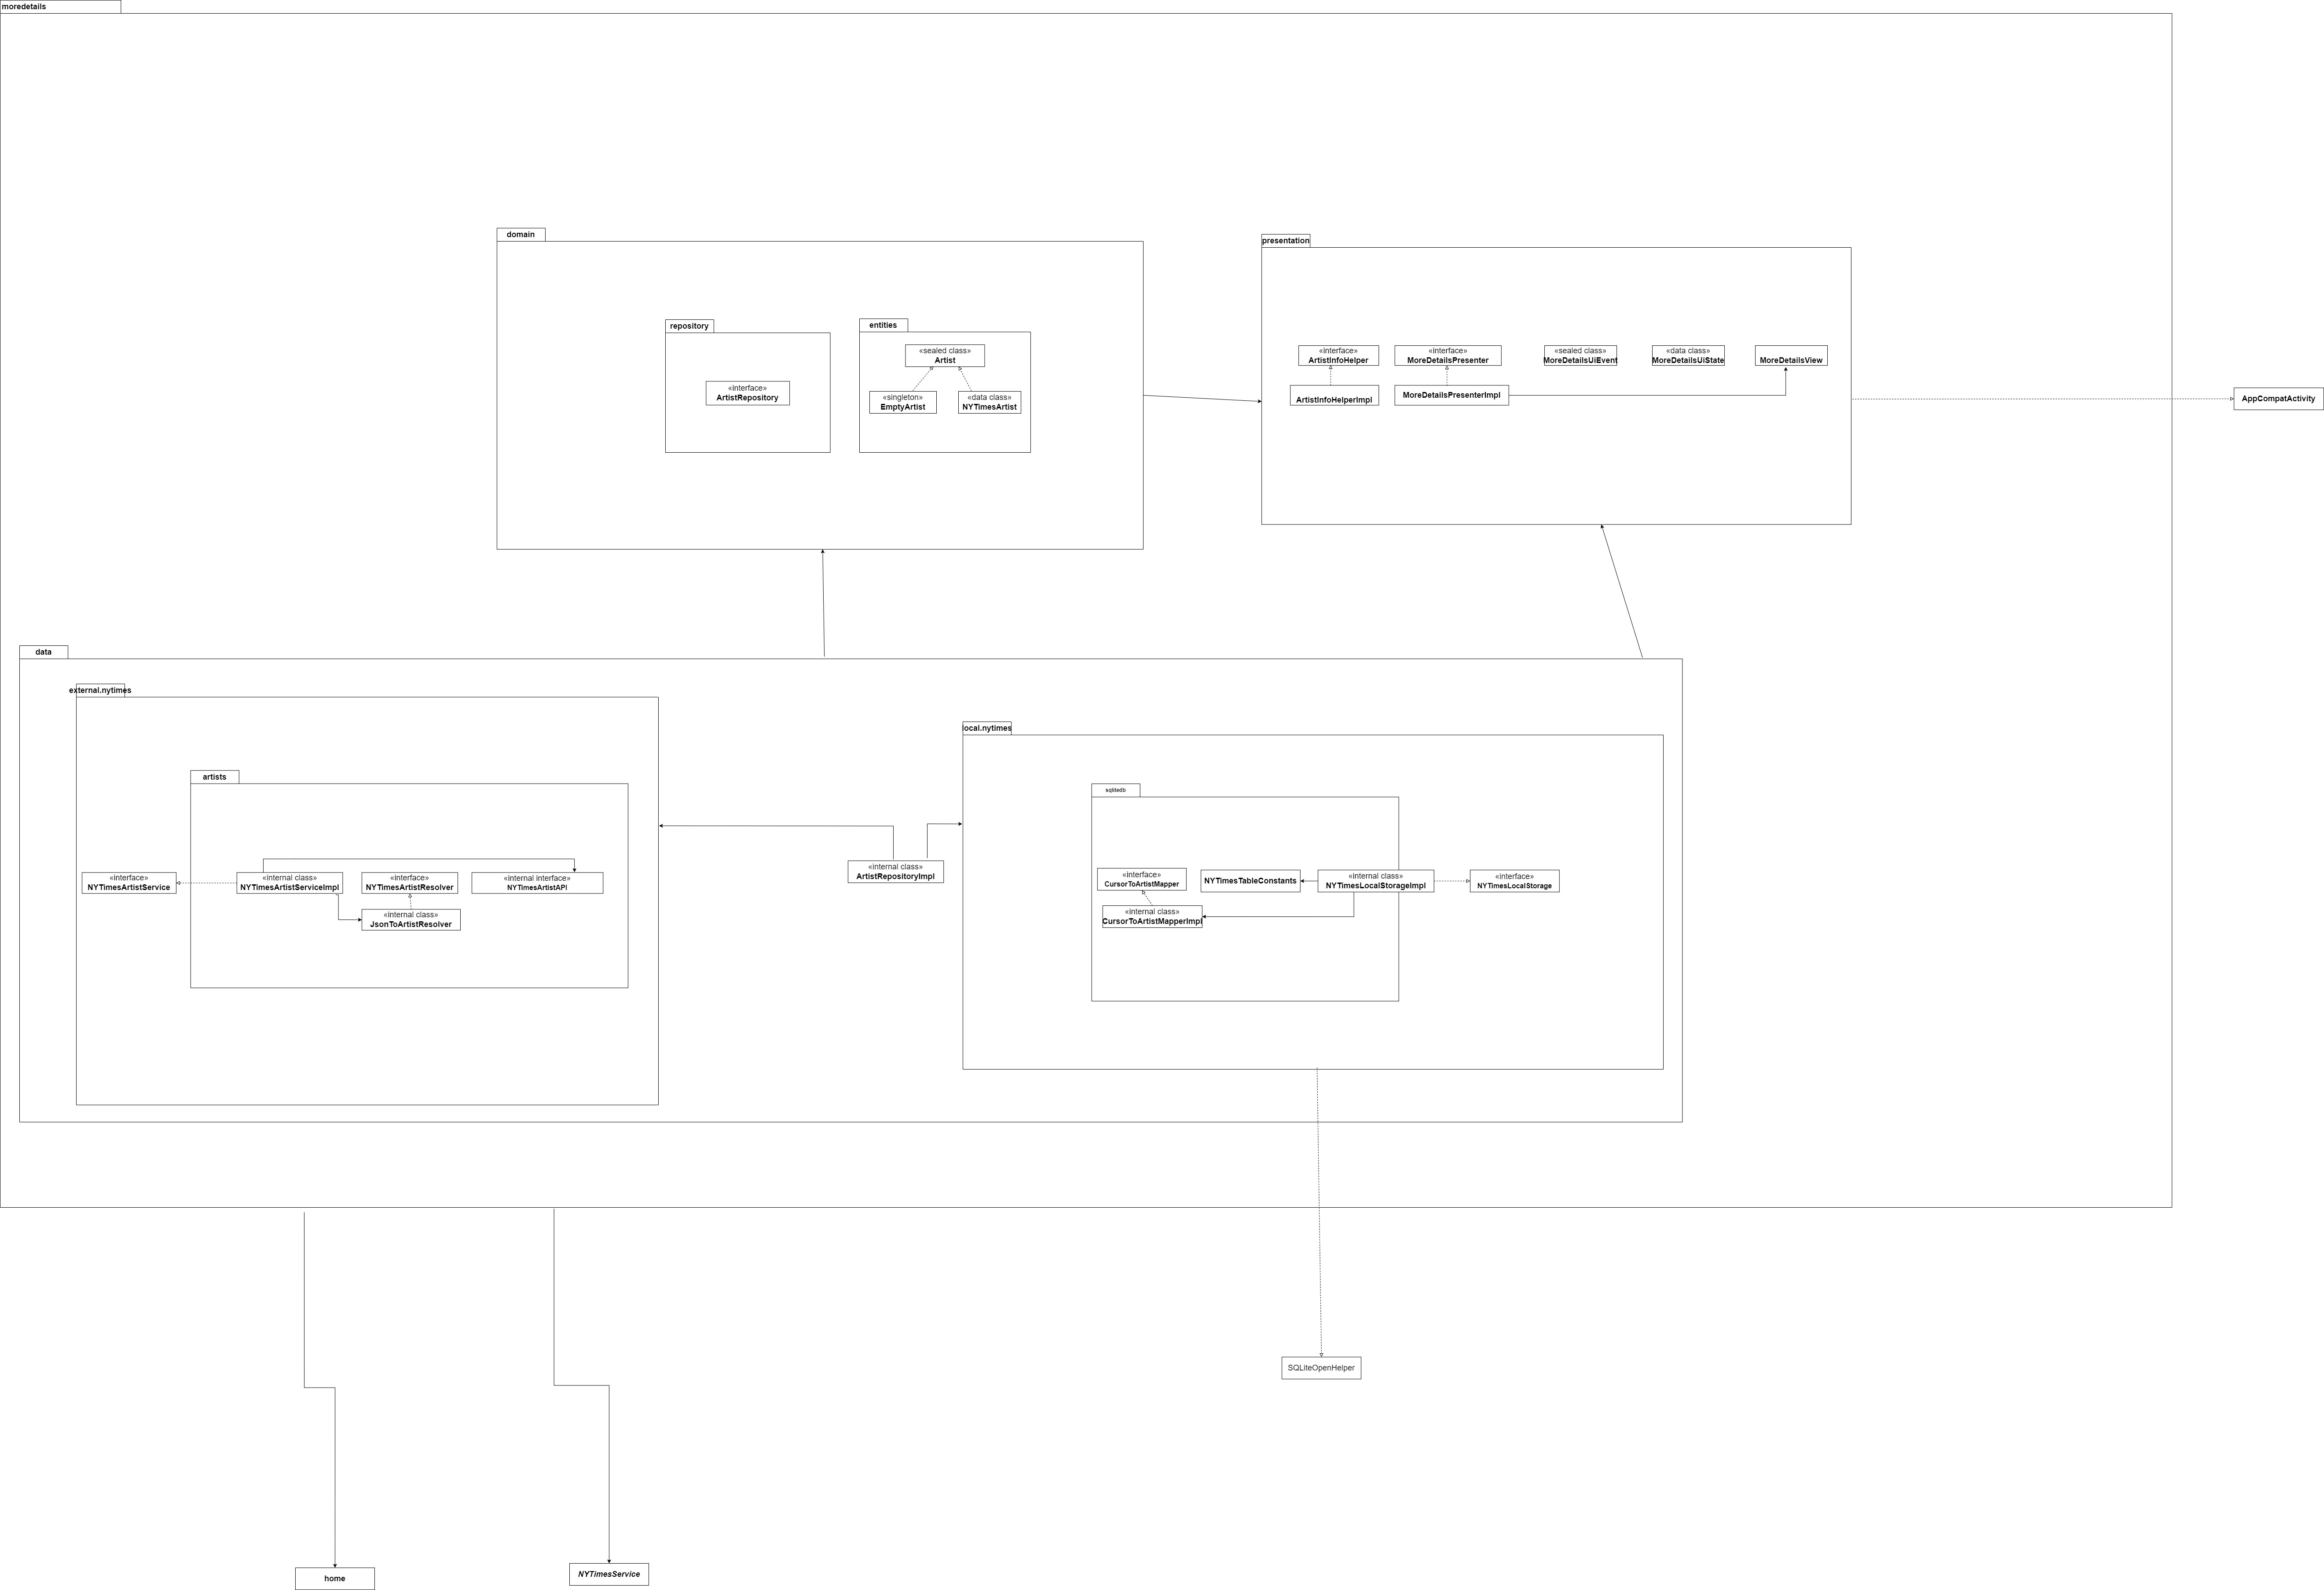 moredetails
domain
presentation
repository
entities
«sealed class»
Artist
«interface»
ArtistRepository
«singleton»
EmptyArtist
«data class»
NYTimesArtist
«interface»
ArtistInfoHelper
«interface»
MoreDetailsPresenter
«sealed class»
MoreDetailsUiEvent
«data class»
MoreDetailsUiState
MoreDetailsView
ArtistInfoHelperImpl
MoreDetailsPresenterImpl
AppCompatActivity
data
external.nytimes
local.nytimes
artists
sqlitedb
«internal class»
ArtistRepositoryImpl
«interface»
NYTimesArtistService
«internal class»
NYTimesArtistServiceImpl
«interface»
NYTimesArtistResolver
«internal interface»
NYTimesArtistAPI
«internal class»
JsonToArtistResolver
«interface»
CursorToArtistMapper
NYTimesTableConstants
«internal class»
NYTimesLocalStorageImpl
«interface»
NYTimesLocalStorage
«internal class»
CursorToArtistMapperImpl
SQLiteOpenHelper
home
NYTimesService